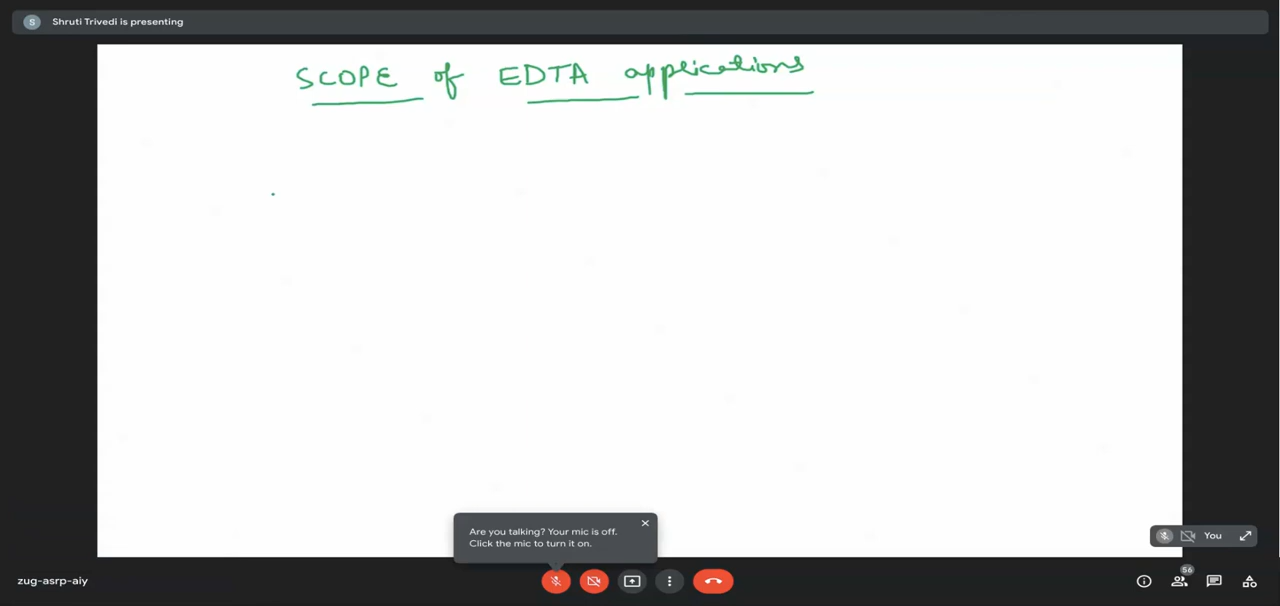 S Shruti Trivedi is presenting
SCOPE of EDTA applications
Are you talking? Your mic is off.
Click the mic to turn it on.
You
zug-asrp-aiy
56